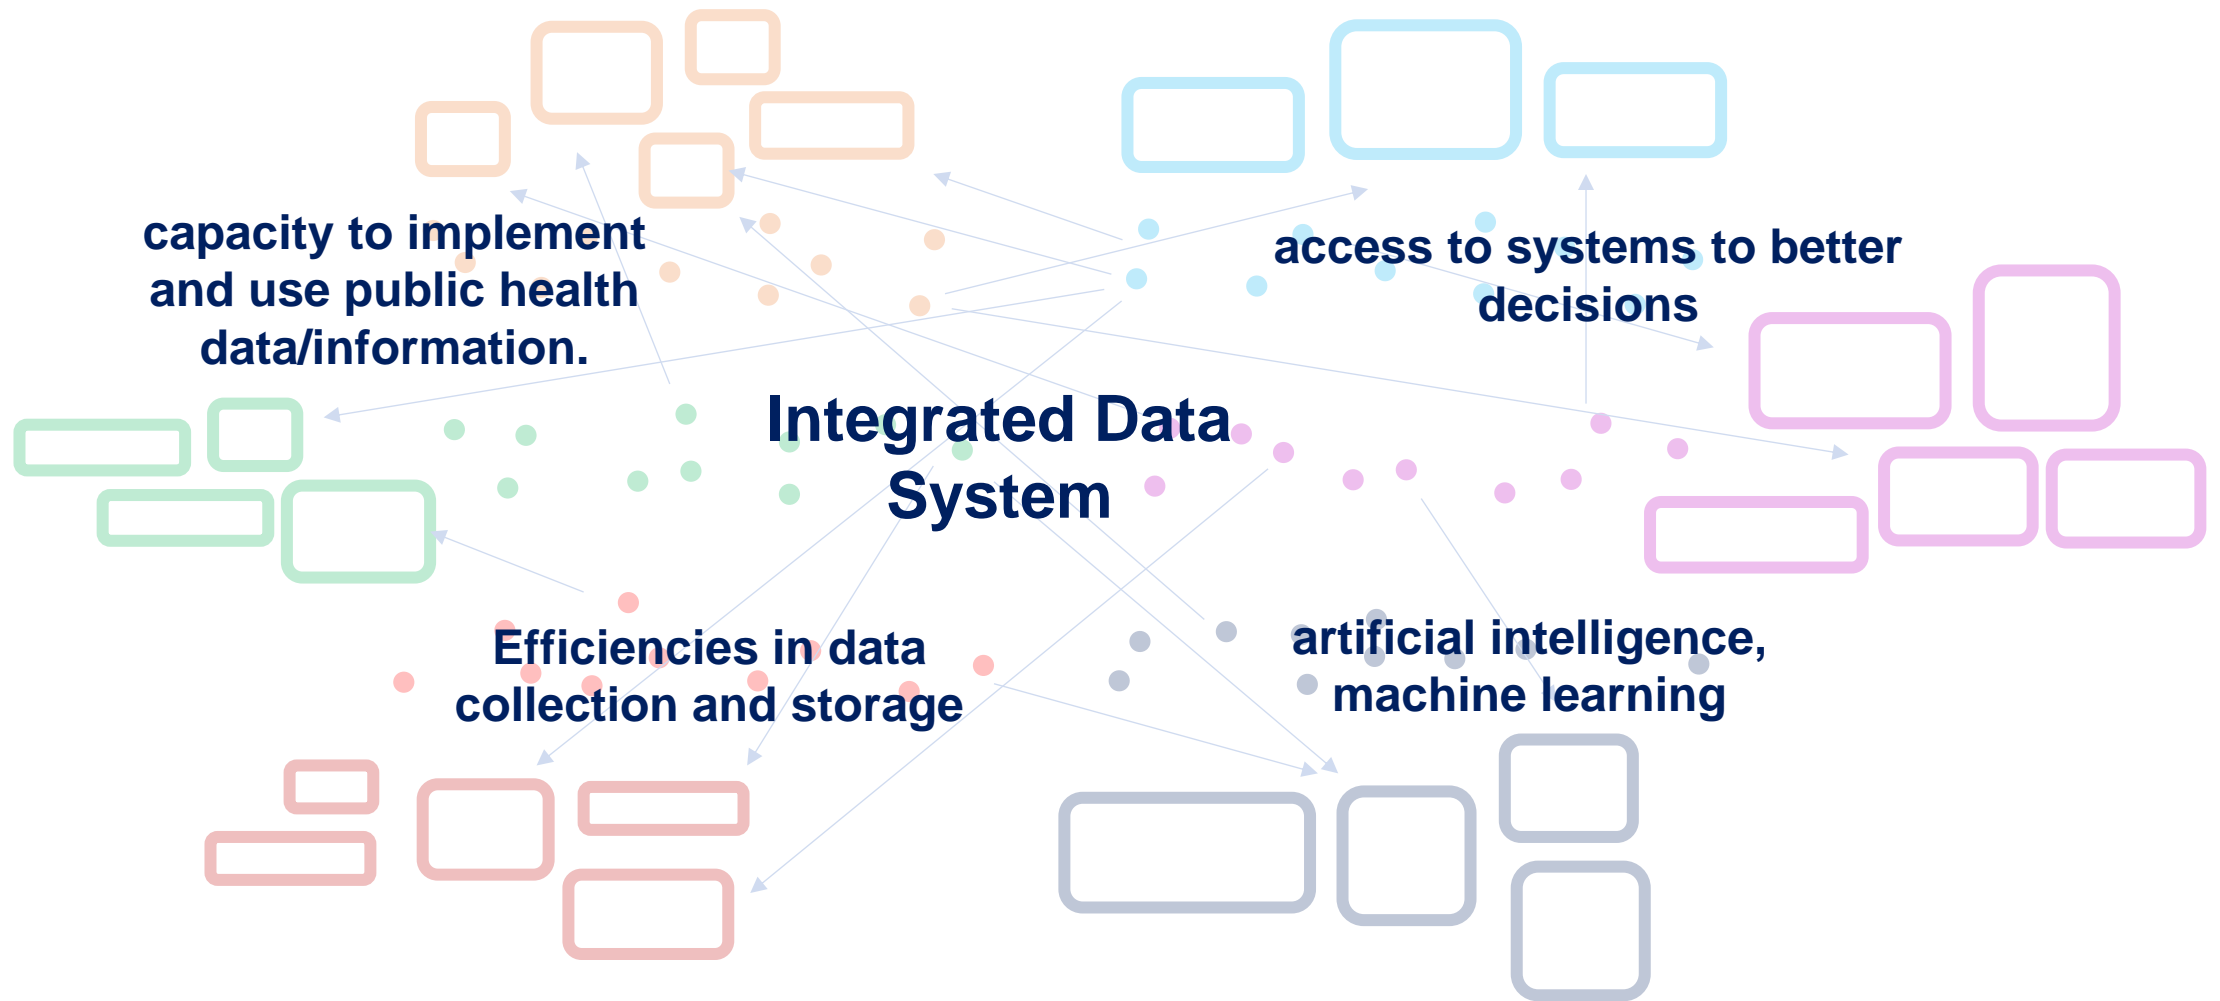 capacity to implement
and use public health
data/information.
access to systems to better
decisions
Integrated Data
System
Efficiencies in data
collection and storage
artificial intelligence,
machine learning